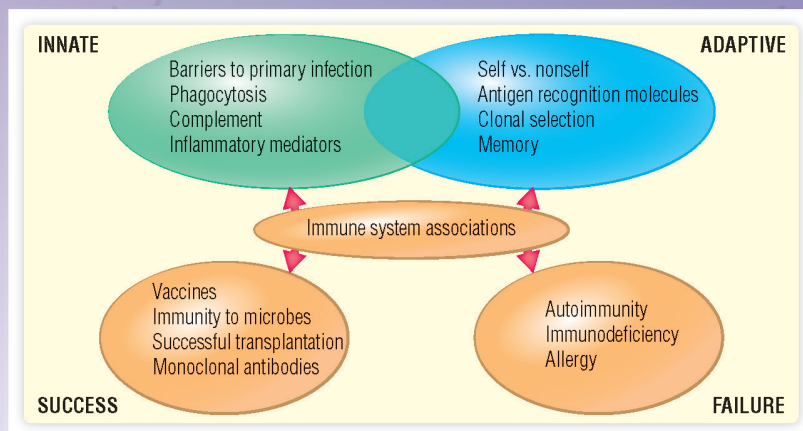 INNATE
ADAPTIVE
Barriers to primary infection
Phagocytosis
Complement
Inflammatory mediators
Self vs. nonself
Antigen recognition molecules
Clonal selection
Memory
Immune system associations
Vaccines
Immunity to microbes
Successful transplantation
Monoclonal antibodies
Autoimmunity
Immunodeficiency
Allergy
SUCCESS
FAILURE